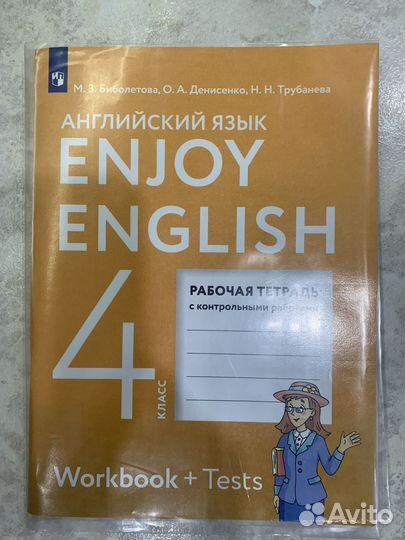 М. З. Биболетова, О. А. Денисенко, Н. Н. Трубанева
АНГЛИЙСКИЙ ЯЗЫК
ENJOY
ENGLISH
4
КЛАСС
РАБОЧАЯ ТЕТРАДЬ
с контрольными работами
Workbook + Tests
Avito